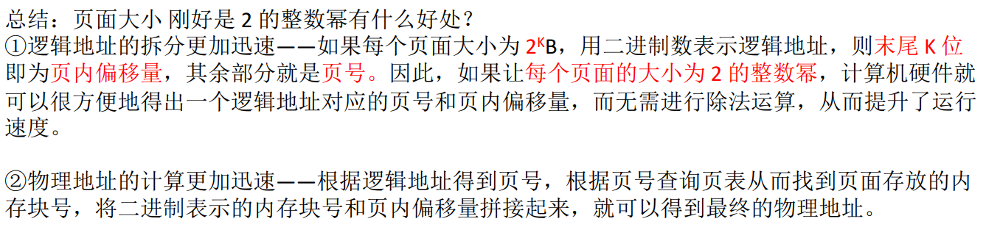 总结：页面大小 刚好是 2 的整数幂有什么好处？
①逻辑地址的拆分更加迅速——如果每个页面大小为 2ᴷB，用二进制数表示逻辑地址，则末尾 K 位
即为页内偏移量，其余部分就是页号。因此，如果让每个页面的大小为 2 的整数幂，计算机硬件就
可以很方便地得出一个逻辑地址对应的页号和页内偏移量，而无需进行除法运算，从而提升了运行
速度。
②物理地址的计算更加迅速——根据逻辑地址得到页号，根据页号查询页表从而找到页面存放的内
存块号，将二进制表示的内存块号和页内偏移量拼接起来，就可以得到最终的物理地址。